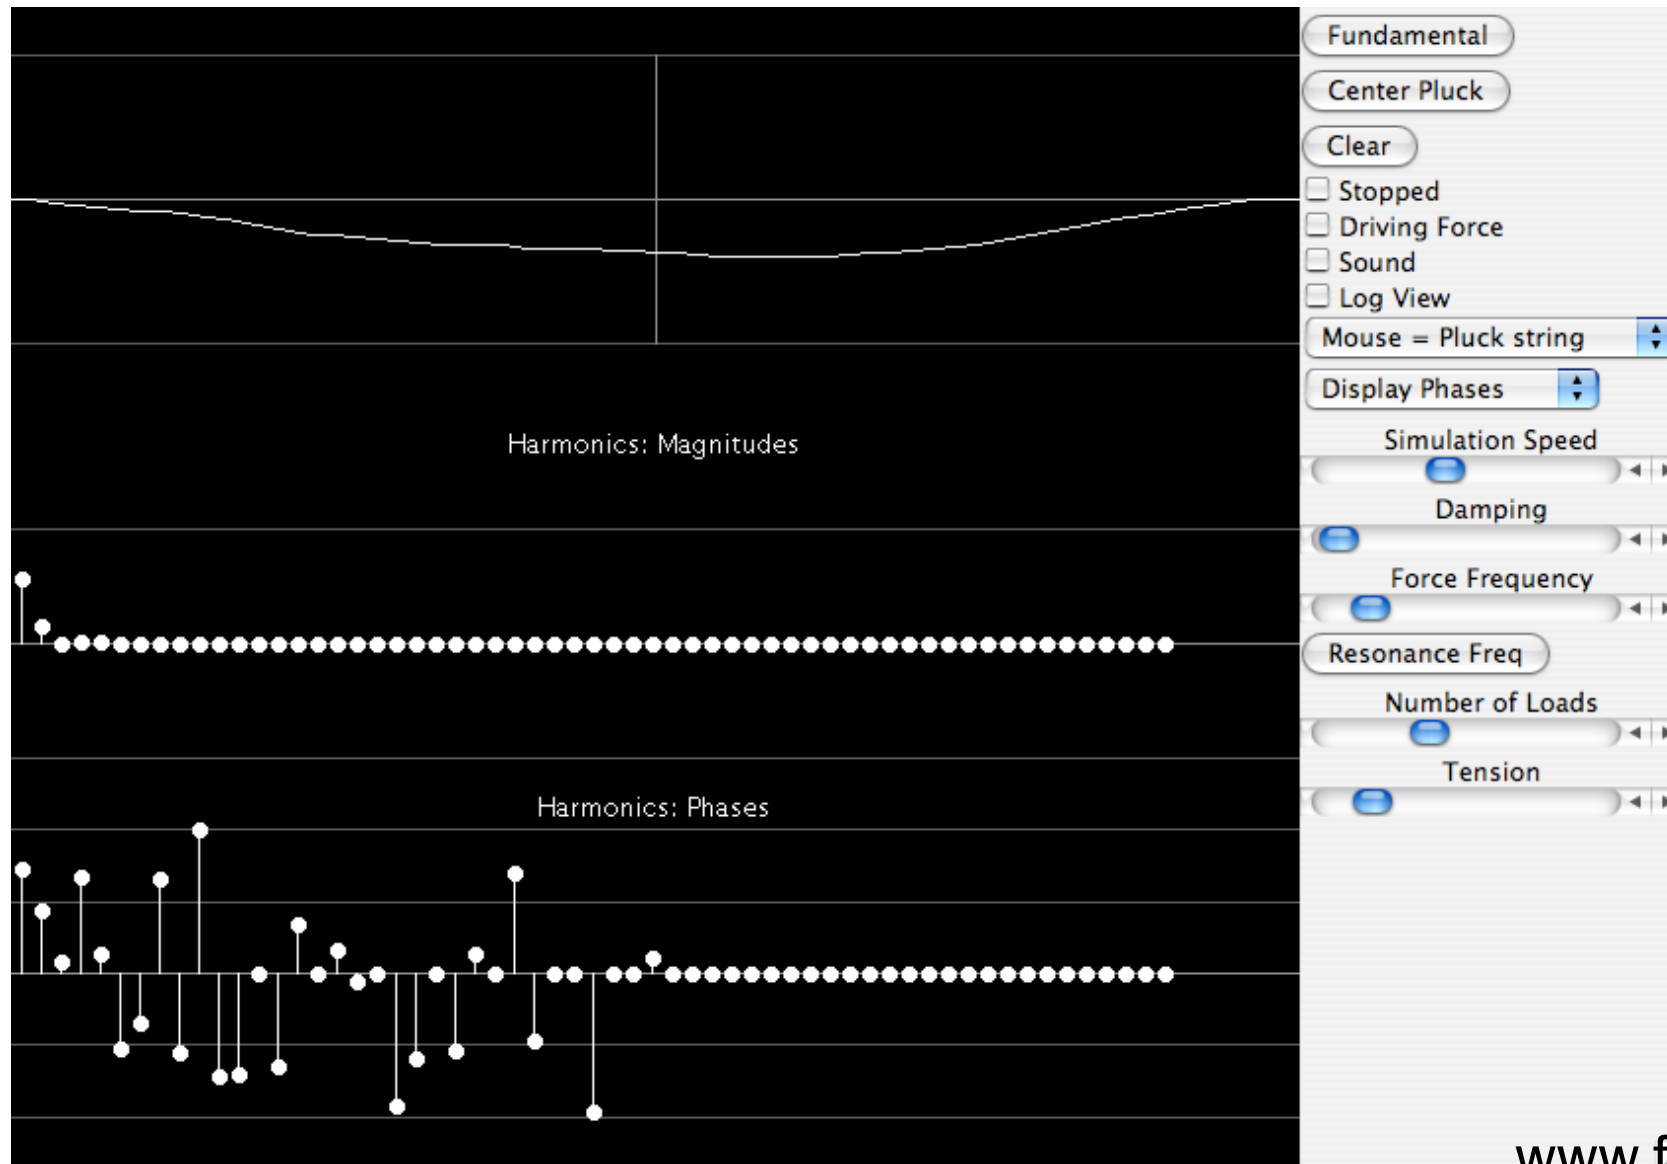 Fundamental
Center Pluck
Clear
Stopped
Driving Force
Sound
Log View
Mouse = Pluck string
Display Phases
Simulation Speed
Damping
Force Frequency
Resonance Freq
Number of Loads
Tension
Harmonics: Magnitudes
Harmonics: Phases
www.f